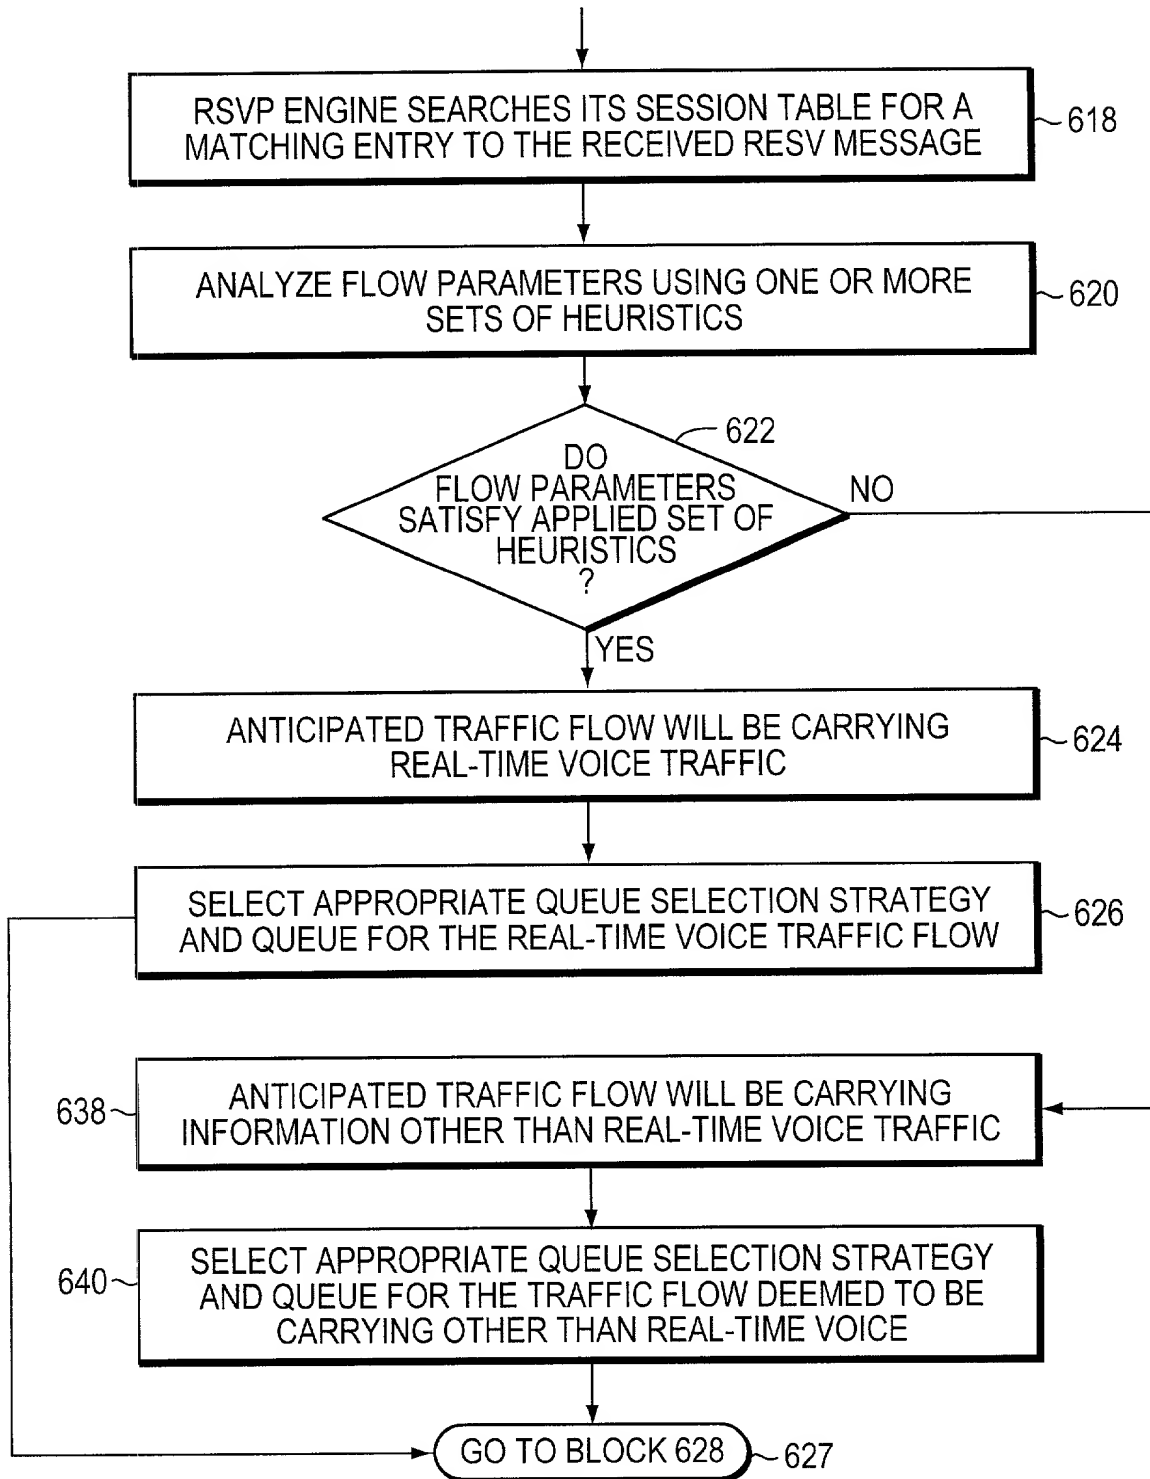 RSVP ENGINE SEARCHES ITS SESSION TABLE FOR A
MATCHING ENTRY TO THE RECEIVED RESV MESSAGE
618
ANALYZE FLOW PARAMETERS USING ONE OR MORE
SETS OF HEURISTICS
620
622
DO
FLOW PARAMETERS
SATISFY APPLIED SET OF
HEURISTICS
?
NO
YES
ANTICIPATED TRAFFIC FLOW WILL BE CARRYING
REAL-TIME VOICE TRAFFIC
624
SELECT APPROPRIATE QUEUE SELECTION STRATEGY
AND QUEUE FOR THE REAL-TIME VOICE TRAFFIC FLOW
626
638
ANTICIPATED TRAFFIC FLOW WILL BE CARRYING
INFORMATION OTHER THAN REAL-TIME VOICE TRAFFIC
640
SELECT APPROPRIATE QUEUE SELECTION STRATEGY
AND QUEUE FOR THE TRAFFIC FLOW DEEMED TO BE
CARRYING OTHER THAN REAL-TIME VOICE
GO TO BLOCK 628
627